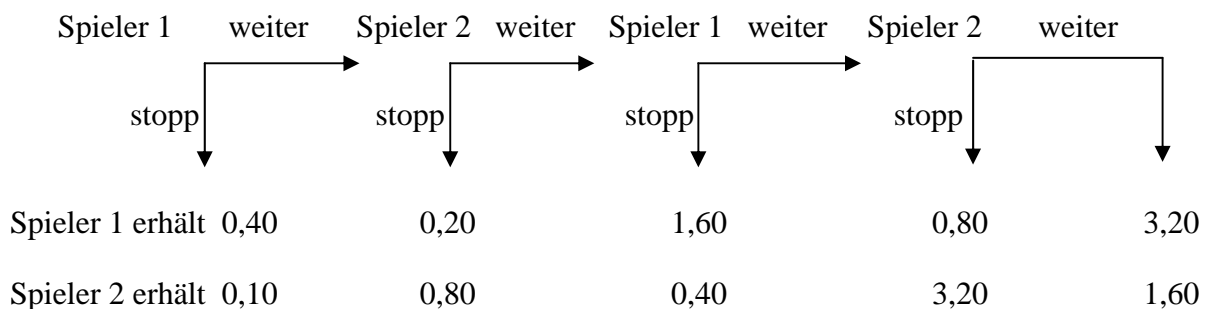 Spieler 1 weiter Spieler 2 weiter Spieler 1 weiter Spieler 2 weiter
stopp stopp stopp stopp
Spieler 1 erhält 0,40 0,20 1,60 0,80 3,20
Spieler 2 erhält 0,10 0,80 0,40 3,20 1,60